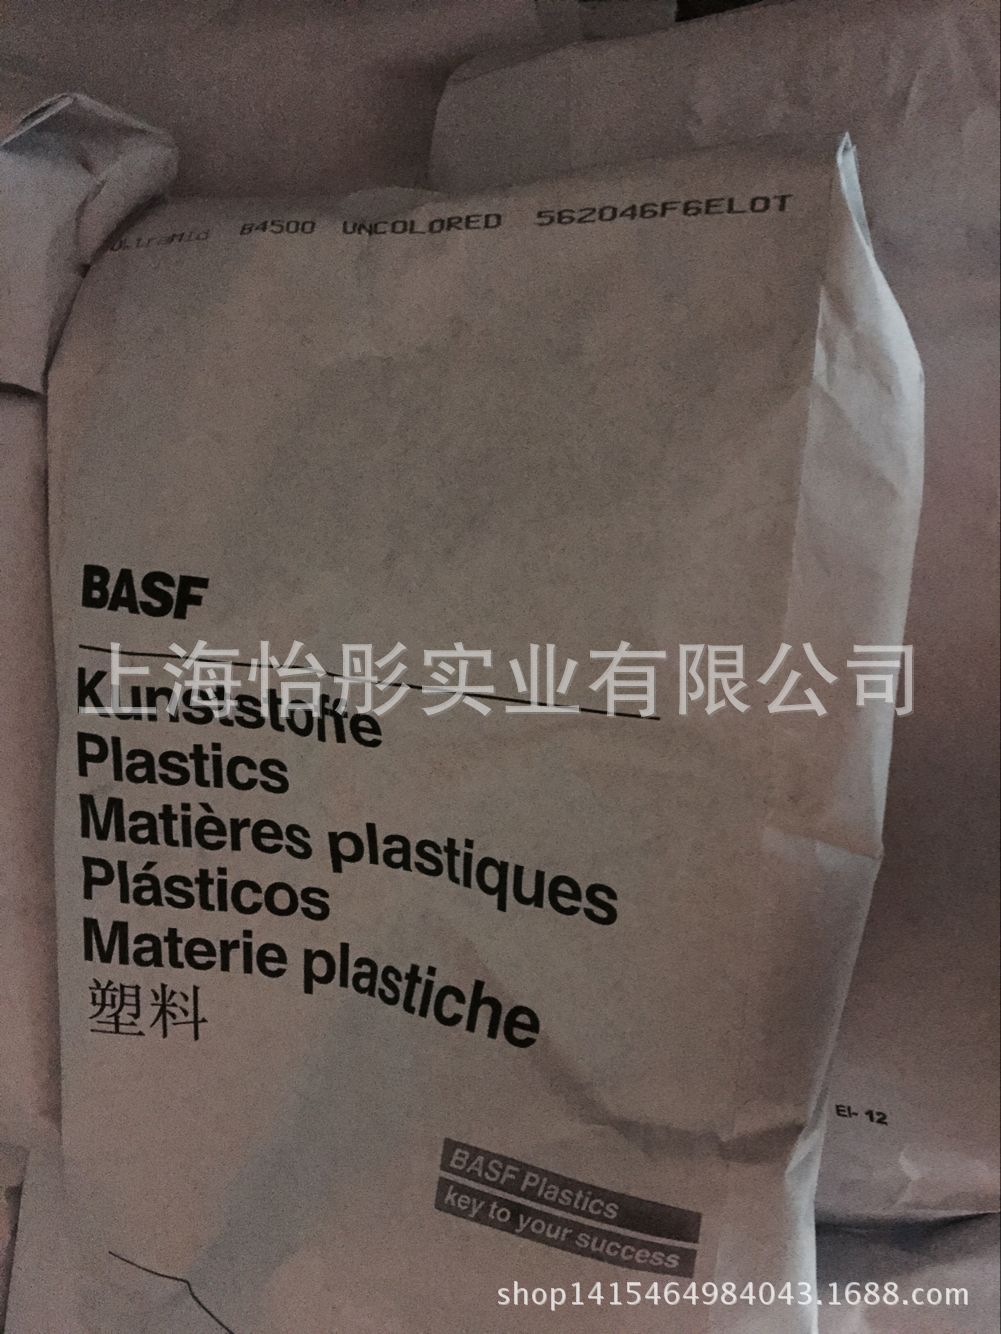 UltraMid B4500 UNCOLORED 562046F6ELOT
BASF
上海怡彤实业有限公司
Kunststoffe
Plastics
Matières plastiques
Plásticos
Materie plastiche
塑料
EI- 12
BASF Plastics
key to your success
shop1415464984043.1688.com